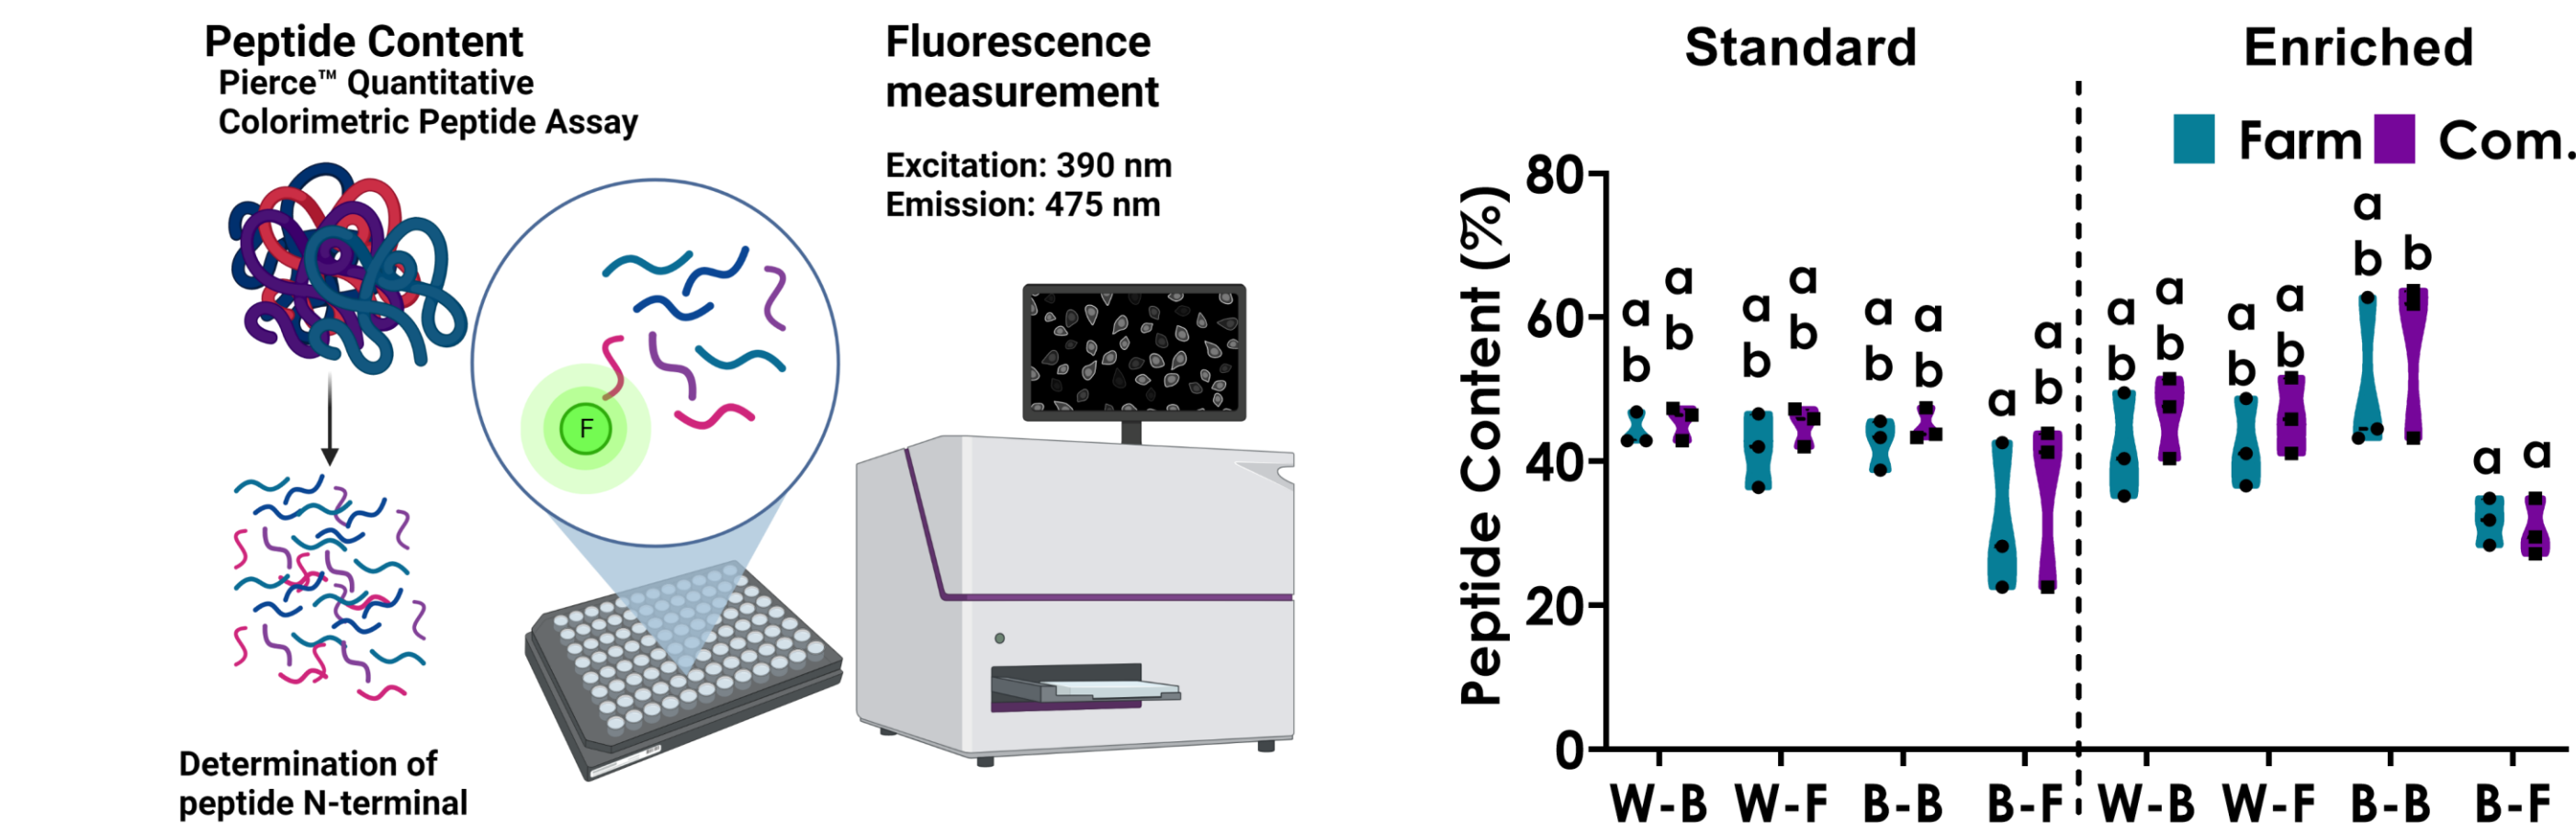 Peptide Content
Pierce™ Quantitative
Colorimetric Peptide Assay
F
Determination of
peptide N-terminal
Fluorescence
measurement
Excitation: 390 nm
Emission: 475 nm
Standard
Enriched
Farm Com.
Peptide Content (%)
80
60
40
20
0
a
b
a
b
a
b
a
b
a
b
a
b
a
a
b
a
b
a
b
a
b
a
b
a
b
b
a
a
W-B W-F B-B B-F W-B W-F B-B B-F